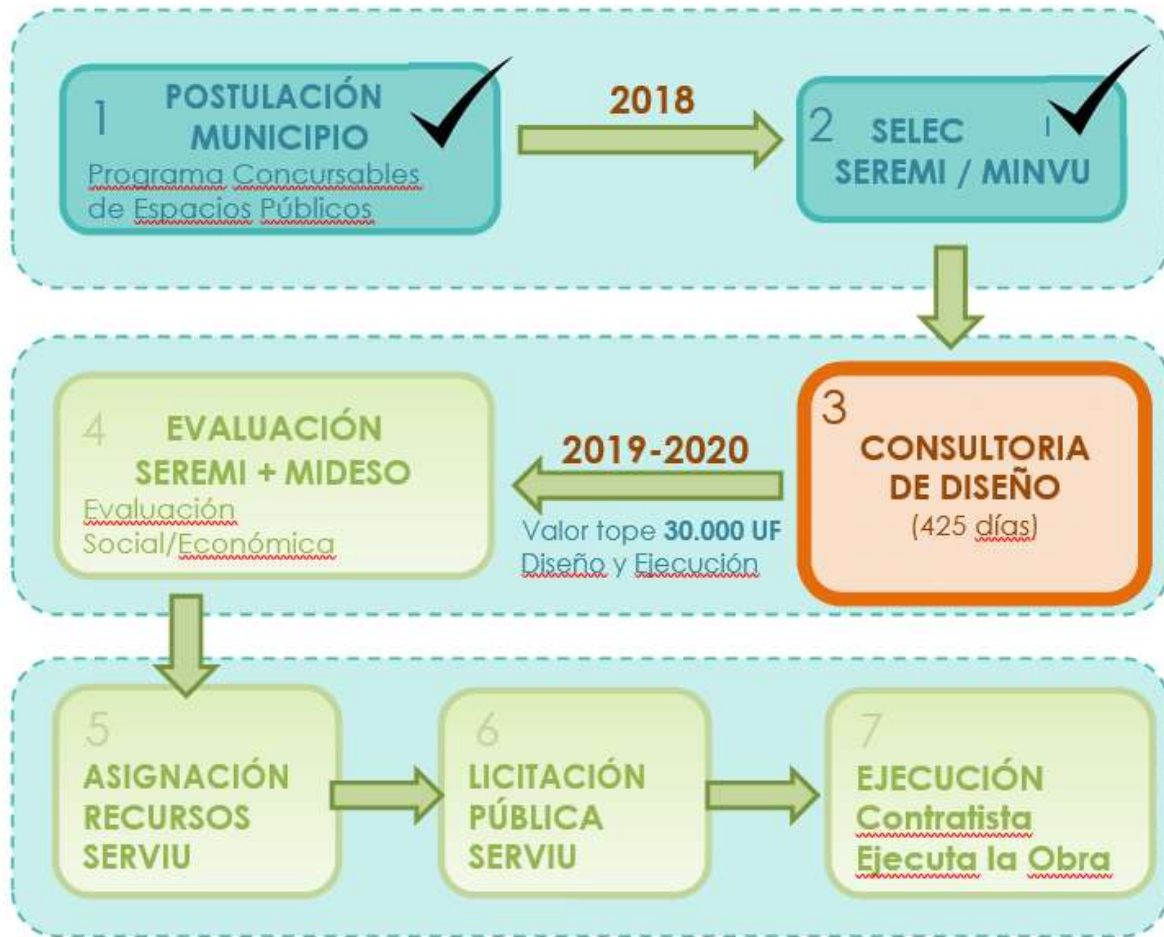 1
POSTULACIÓN
MUNICIPIO
Programa Concursables
de Espacios Públicos
2018
2
SELEC
SEREMI / MINVU
3
CONSULTORIA
DE DISEÑO
(425 días)
2019-2020
Valor tope 30.000 UF
Diseño y Ejecución
4
EVALUACIÓN
SEREMI + MIDESO
Evaluación
Social/Económica
5
ASIGNACIÓN
RECURSOS
SERVIU
6
LICITACIÓN
PÚBLICA
SERVIU
7
EJECUCIÓN
Contratista
Ejecuta la Obra